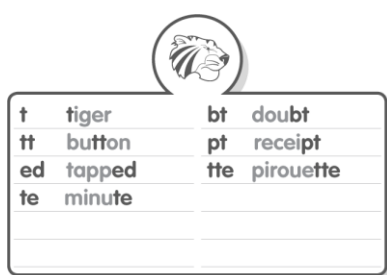 t tiger bt doubt
tt button pt receipt
ed tapped tte pirouette
te minute